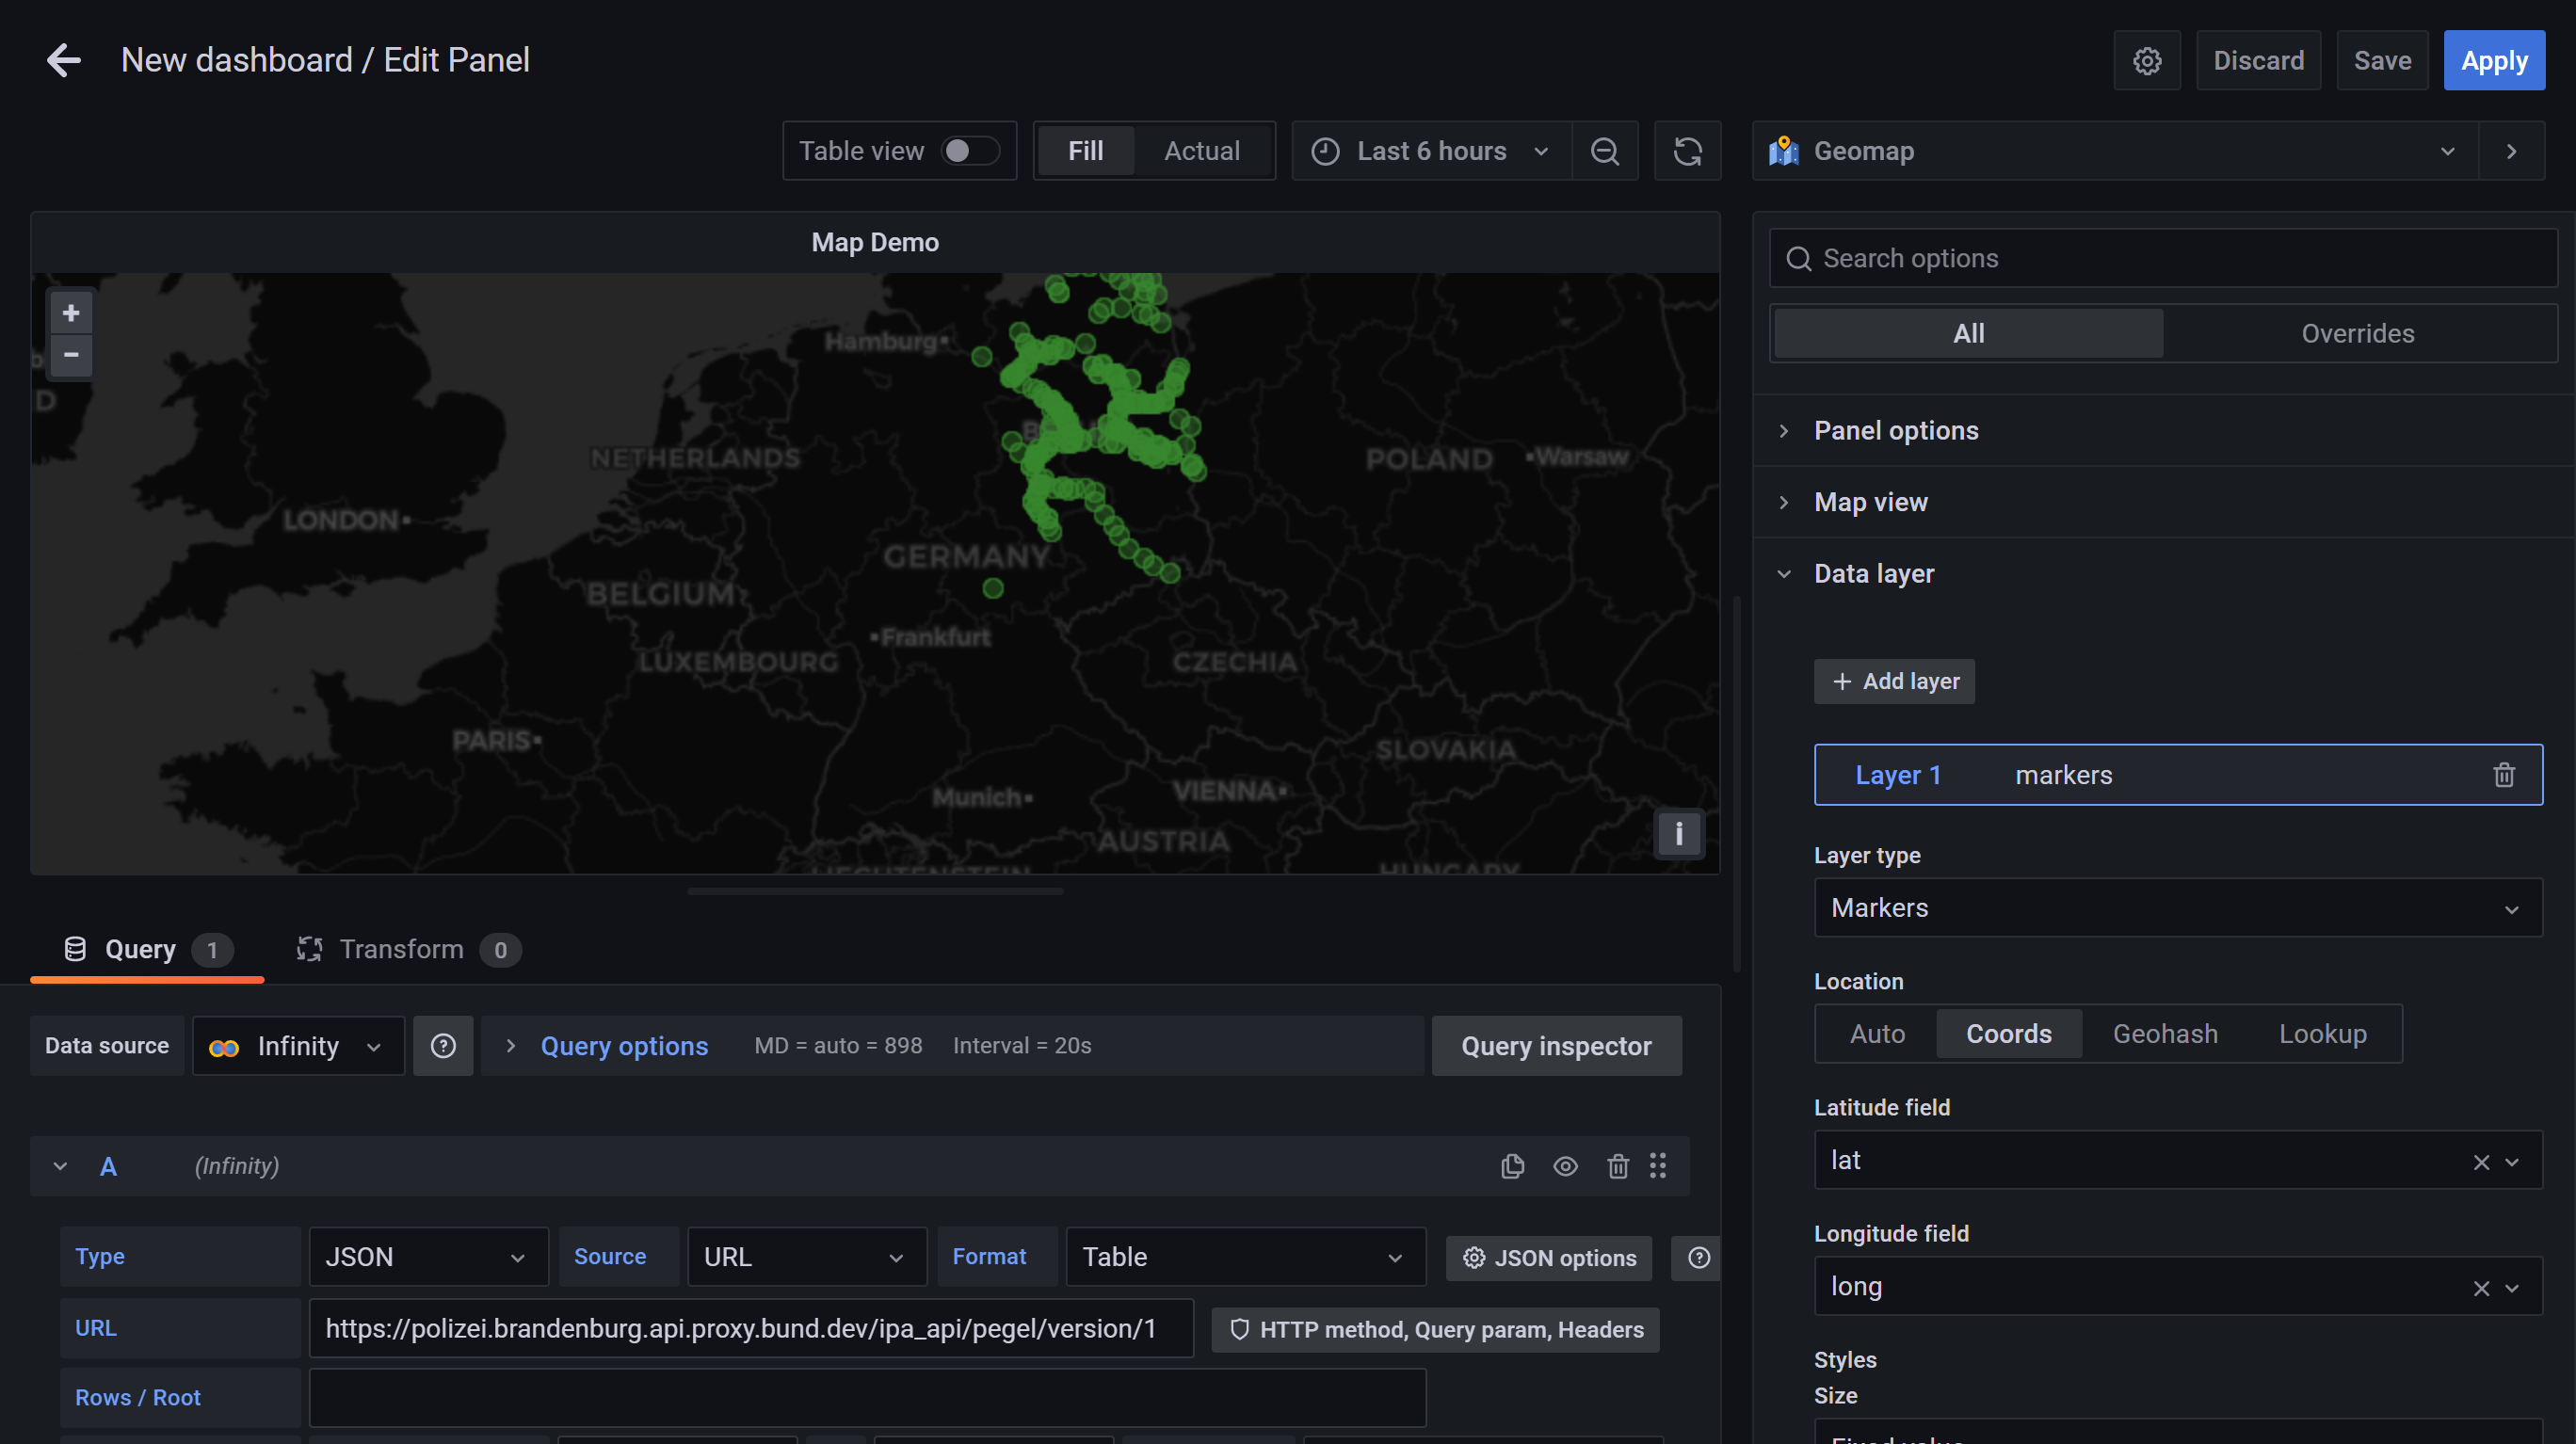 New dashboard / Edit Panel
Discard
Save
Apply
Table view
Fill
Actual
Last 6 hours
Geomap
Map Demo
+
−
D
Hamburg
NETHERLANDS
POLAND
Warsaw
LONDON
GERMANY
BELGIUM
Frankfurt
LUXEMBOURG
CZECHIA
PARIS
SLOVAKIA
Munich
VIENNA
AUSTRIA
LIECHTENSTEIN
HUNGARY
i
Query 1
Transform 0
Data source
Infinity
Query options
MD = auto = 898
Interval = 20s
Query inspector
A
(Infinity)
Type
JSON
Source
URL
Format
Table
JSON options
URL
https://polizei.brandenburg.api.proxy.bund.dev/ipa_api/pegel/version/1
HTTP method, Query param, Headers
Rows / Root
Search options
All
Overrides
Panel options
Map view
Data layer
+ Add layer
Layer 1
markers
Layer type
Markers
Location
Auto
Coords
Geohash
Lookup
Latitude field
lat
Longitude field
long
Styles
Size
Fixed value